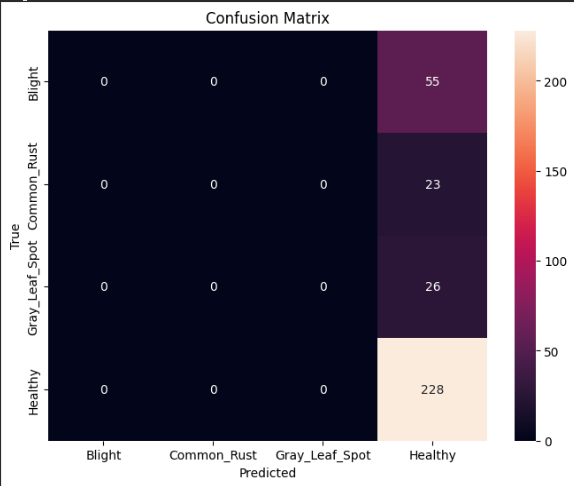 Confusion Matrix
True
Blight
0 0 0 55
Common_Rust
0 0 0 23
Gray_Leaf_Spot
0 0 0 26
Healthy
0 0 0 228
Blight Common_Rust Gray_Leaf_Spot Healthy
Predicted
200
150
100
50
0